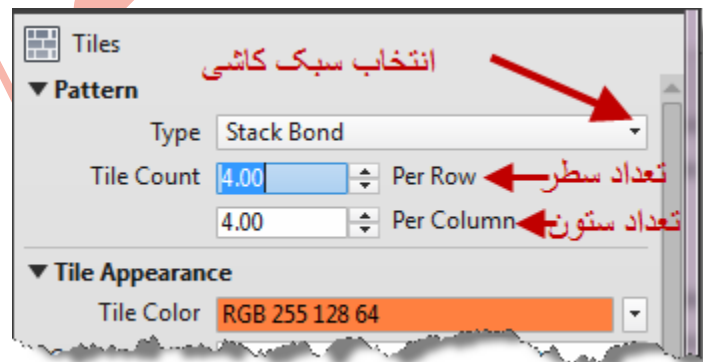 Tiles
انتخاب سبک کاشی
Pattern
Type Stack Bond
Tile Count 4.00 Per Row تعداد سطر
4.00 Per Column تعداد ستون
Tile Appearance
Tile Color RGB 255 128 64